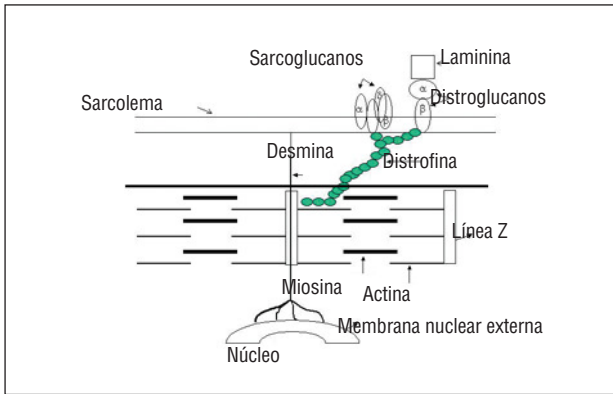 Sarcoglucanos
Laminina
α
Distroglucanos
β
α
β
Sarcolema
Desmina
Distrofina
Línea Z
Miosina
Actina
Membrana nuclear externa
Núcleo